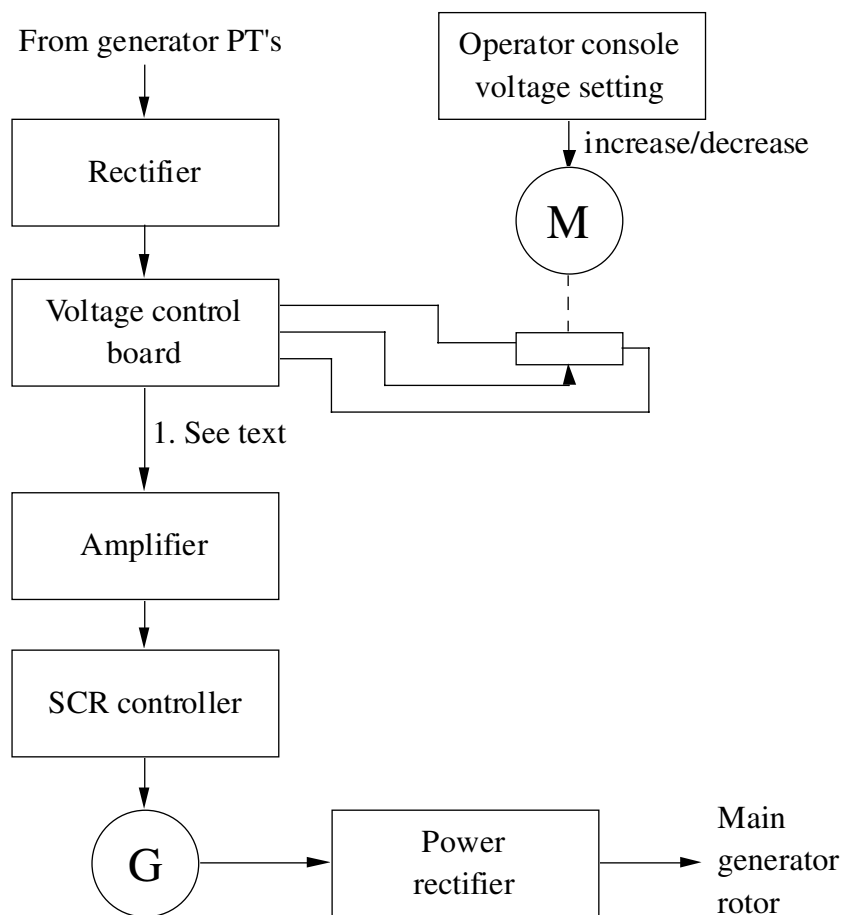 From generator PT's
Operator console
voltage setting
increase/decrease
Rectifier
M
Voltage control
board
1. See text
Amplifier
SCR controller
G
Power
rectifier
Main
generator
rotor